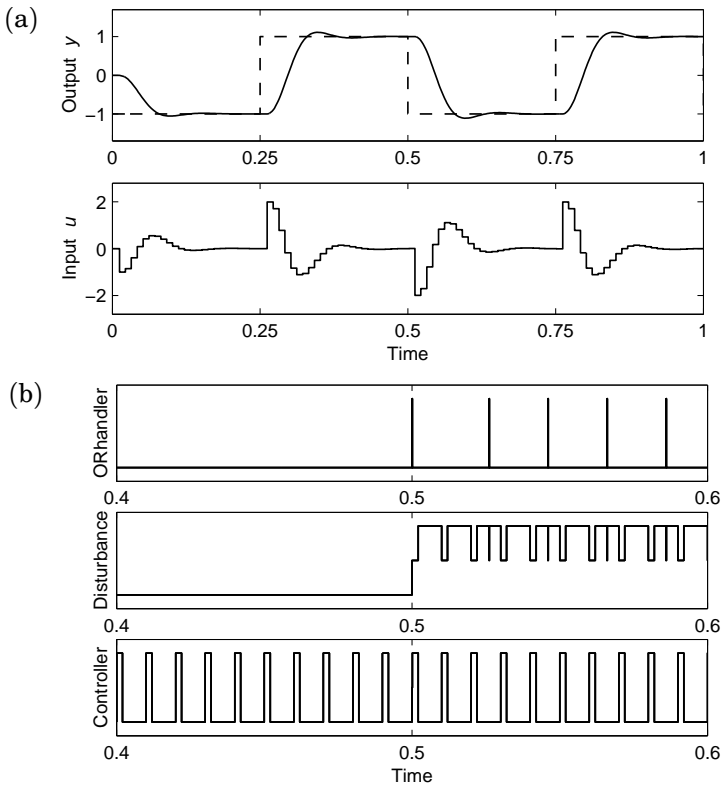 (a)
Output y
1
0
−1
0 0.25 0.5 0.75 1
Input u
2
0
−2
0 0.25 0.5 0.75 1
Time
(b)
ORhandler
0.4 0.5 0.6
Disturbance
0.4 0.5 0.6
Controller
0.4 0.5 0.6
Time